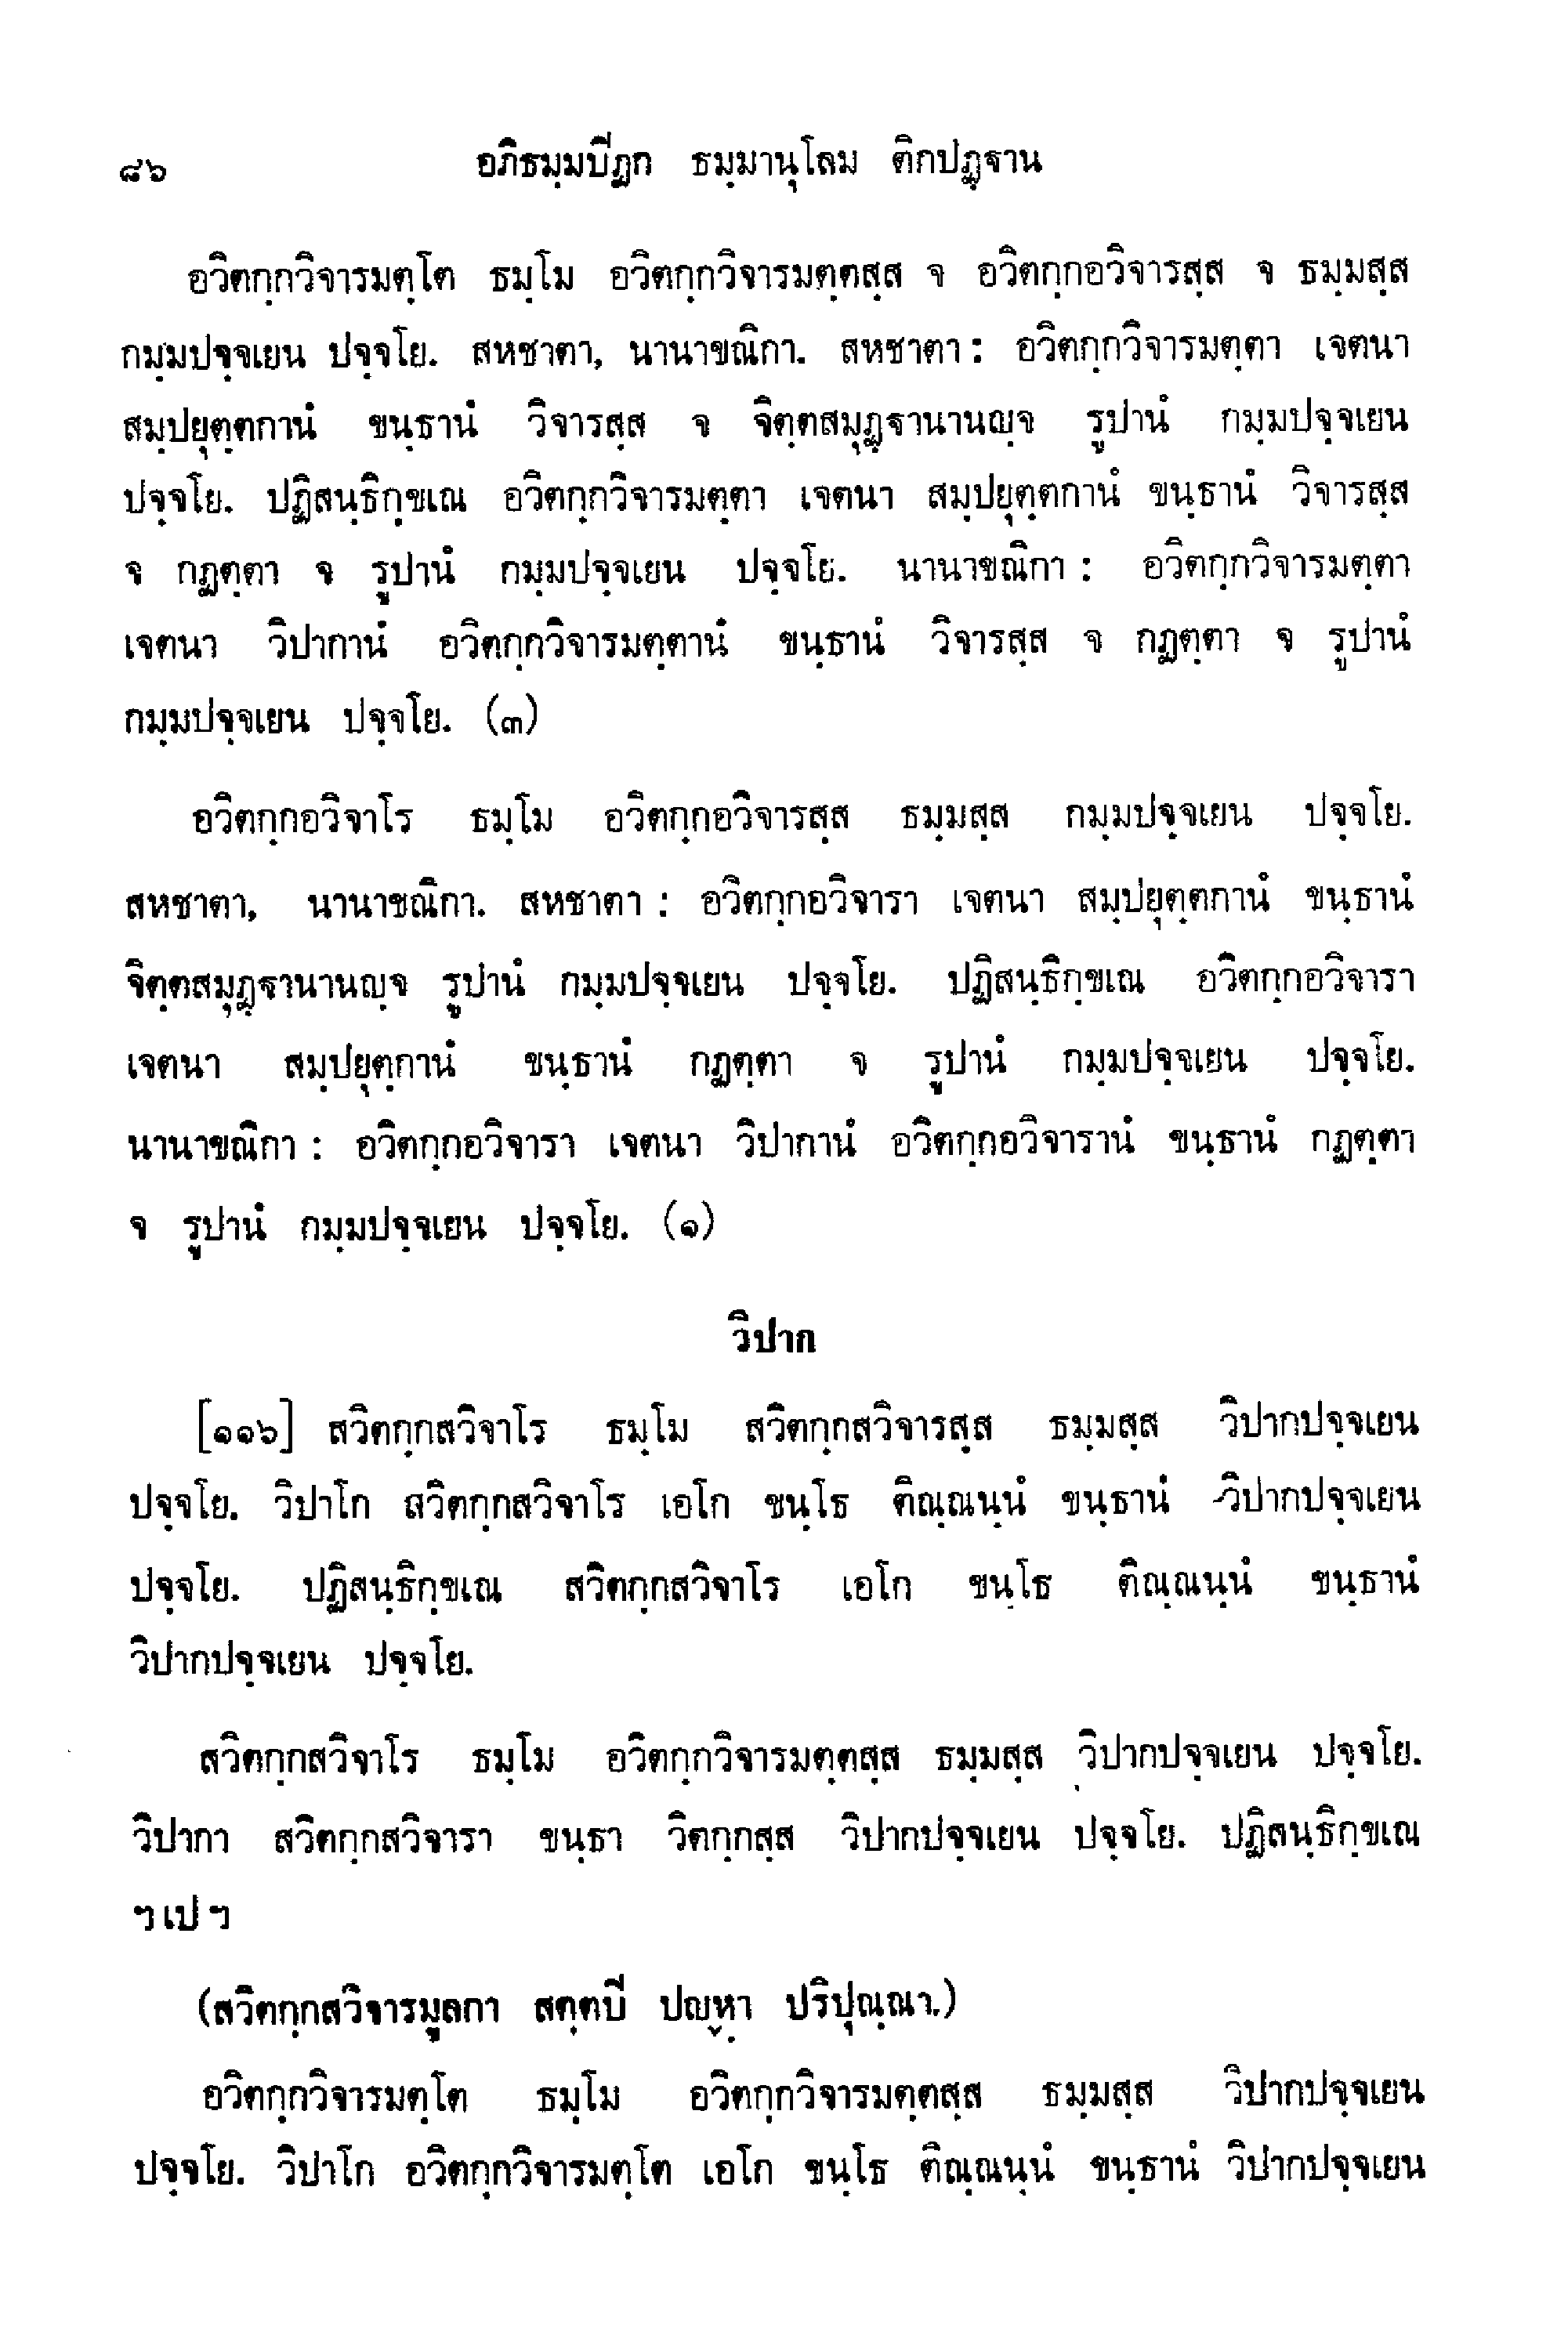 ๘๖ อภิธมฺมปิฏก ธมฺมานุโลม ติกปฏฺฐาน
อวิตกฺกวิจารมตฺโต ธมฺโม อวิตกฺกวิจารมตฺตสฺส จ อวิตกฺกอวิจารสฺส จ ธมฺมสฺส
กมฺมปจฺจเยน ปจฺจโย. สหชาตา, นานาขณิกา. สหชาตา : อวิตกฺกวิจารมตฺตา เจตนา
สมฺปยุตฺตกานํ ขนฺธานํ วิจารสฺส จ จิตฺตสมุฏฺฐานานญฺจ รูปานํ กมฺมปจฺจเยน
ปจฺจโย. ปฏิสนฺธิกฺขเณ อวิตกฺกวิจารมตฺตา เจตนา สมฺปยุตฺตกานํ ขนฺธานํ วิจารสฺส
จ กฏตฺตา จ รูปานํ กมฺมปจฺจเยน ปจฺจโย. นานาขณิกา : อวิตกฺกวิจารมตฺตา
เจตนา วิปากานํ อวิตกฺกวิจารมตฺตานํ ขนฺธานํ วิจารสฺส จ กฏตฺตา จ รูปานํ
กมฺมปจฺจเยน ปจฺจโย. (๓)
อวิตกฺกอวิจาโร ธมฺโม อวิตกฺกอวิจารสฺส ธมฺมสฺส กมฺมปจฺจเยน ปจฺจโย.
สหชาตา, นานาขณิกา. สหชาตา : อวิตกฺกอวิจารา เจตนา สมฺปยุตฺตกานํ ขนฺธานํ
จิตฺตสมุฏฺฐานานญฺจ รูปานํ กมฺมปจฺจเยน ปจฺจโย. ปฏิสนฺธิกฺขเณ อวิตกฺกอวิจารา
เจตนา สมฺปยุตฺกานํ ขนฺธานํ กฏตฺตา จ รูปานํ กมฺมปจฺจเยน ปจฺจโย.
นานาขณิกา : อวิตกฺกอวิจารา เจตนา วิปากานํ อวิตกฺกอวิจารานํ ขนฺธานํ กฏตฺตา
จ รูปานํ กมฺมปจฺจเยน ปจฺจโย. (๑)
วิปาก
[๑๑๖] สวิตกฺกสวิจาโร ธมฺโม สวิตกฺกสวิจารสฺส ธมฺมสฺส วิปากปจฺจเยน
ปจฺจโย. วิปาโก สวิตกฺกสวิจาโร เอโก ขนฺโธ ติณฺณนฺนํ ขนฺธานํ วิปากปจฺจเยน
ปจฺจโย. ปฏิสนฺธิกฺขเณ สวิตกฺกสวิจาโร เอโก ขนฺโธ ติณฺณนฺนํ ขนฺธานํ
วิปากปจฺจเยน ปจฺจโย.
สวิตกฺกสวิจาโร ธมฺโม อวิตกฺกวิจารมตฺตสฺส ธมฺมสฺส วิปากปจฺจเยน ปจฺจโย.
วิปากา สวิตกฺกสวิจารา ขนฺธา วิตกฺกสฺส วิปากปจฺจเยน ปจฺจโย. ปฏิสนฺธิกฺขเณ
ฯ เป ฯ
(สวิตกฺกสวิจารมูลกา สตฺตปิ ปญฺหา ปริปุณฺณา.)
อวิตกฺกวิจารมตฺโต ธมฺโม อวิตกฺกวิจารมตฺตสฺส ธมฺมสฺส วิปากปจฺจเยน
ปจฺจโย. วิปาโก อวิตกฺกวิจารมตฺโต เอโก ขนฺโธ ติณฺณนฺนํ ขนฺธานํ วิปากปจฺจเยน